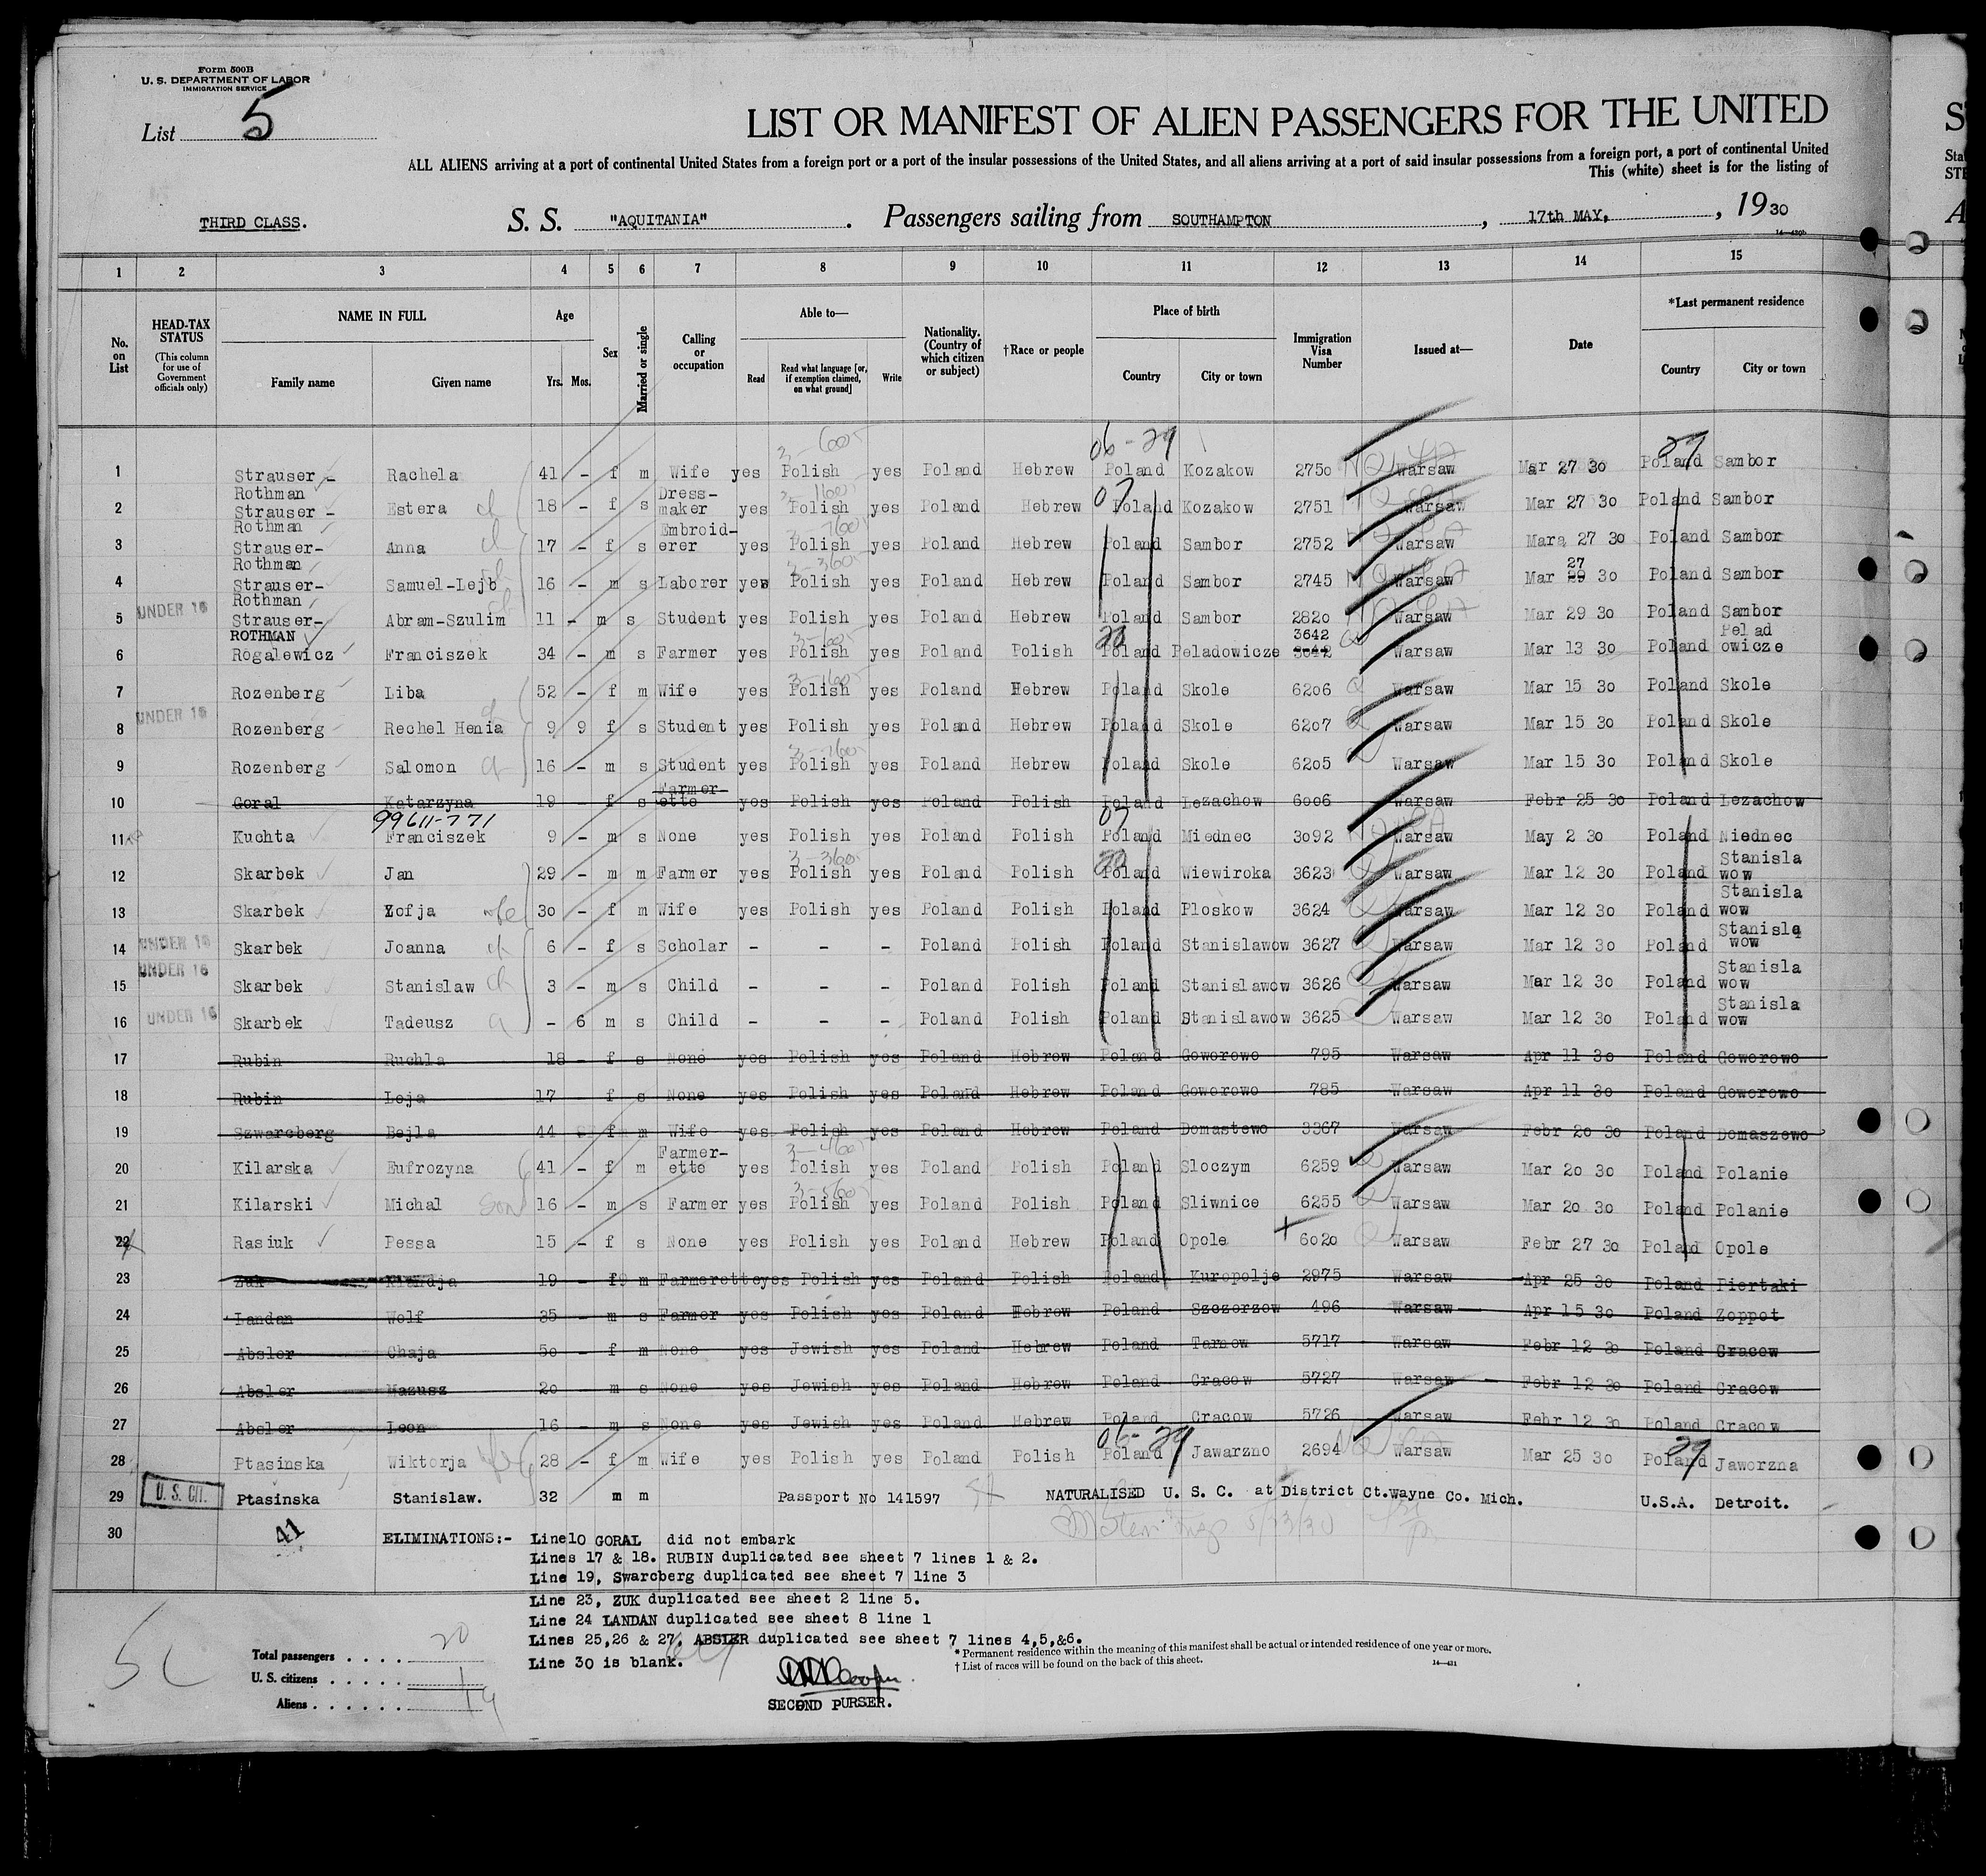 Form 500B
U. S. DEPARTMENT OF LABOR
IMMIGRATION SERVICE
List 5
LIST OR MANIFEST OF ALIEN PASSENGERS FOR THE UNITED
ALL ALIENS arriving at a port of continental United States from a foreign port or a port of the insular possessions of the United States, and all aliens arriving at a port of said insular possessions from a foreign port, a port of continental United
This (white) sheet is for the listing of
THIRD CLASS. S. S. "AQUITANIA" . Passengers sailing from SOUTHAMPTON , 17th MAY, , 1930
1 2 3 4 5 6 7 8 9 10 11 12 13 14 15
No. on List HEAD-TAX STATUS (This column for use of Government officials only) NAME IN FULL Family name Given name Age Yrs. Mos. Sex Married or single Calling or occupation Able to— Read Read what language [or, if exemption claimed, on what ground] Write Nationality. (Country of which citizen or subject) †Race or people Place of birth Country City or town Immigration Visa Number Issued at— Date *Last permanent residence Country City or town
06-29 29
1 Strauser- Rothman Rachela 41 - f m Wife yes Polish yes Poland Hebrew Poland Kozakow 2750 Warsaw Mar 27 30 Poland Sambor
2 Strauser- Rothman Estera 18 - f s Dress-maker yes Polish yes Poland Hebrew Poland Kozakow 2751 Warsaw Mar 27 30 Poland Sambor
3 Strauser- Rothman Anna 17 - f s Embroid-erer yes Polish yes Poland Hebrew Poland Sambor 2752 Warsaw Mar 27 30 Poland Sambor
4 Strauser- Rothman Samuel-Lejb 16 - m s Laborer yes Polish yes Poland Hebrew Poland Sambor 2745 Warsaw Mar 27 29 30 Poland Sambor
5 UNDER 16 Strauser- ROTHMAN Abram-Szulim 11 - m s Student yes Polish yes Poland Hebrew Poland Sambor 2820 Warsaw Mar 29 30 Poland Sambor
6 Rogalewicz Franciszek 34 - m s Farmer yes Polish yes Poland Polish Poland Peladowicze 3642 3042 Warsaw Mar 13 30 Poland Pelad owicze
7 Rozenberg Liba 52 - f m Wife yes Polish yes Poland Hebrew Poland Skole 6206 Warsaw Mar 15 30 Poland Skole
8 UNDER 16 Rozenberg Rechel Henia 9 9 f s Student yes Polish yes Poland Hebrew Poland Skole 6207 Warsaw Mar 15 30 Poland Skole
9 Rozenberg Salomon 16 - m s Student yes Polish yes Poland Hebrew Poland Skole 6205 Warsaw Mar 15 30 Poland Skole
10 Goral Katarzyna 19 - f s Farmer-ette yes Polish yes Poland Polish Poland Lezachow 6006 Warsaw Febr 25 30 Poland Lezachow
99611-771
11 Kuchta Franciszek 9 - m s None yes Polish yes Poland Polish Poland Miednec 3092 Warsaw May 2 30 Poland Niednec
12 Skarbek Jan 29 - m m Farmer yes Polish yes Poland Polish Poland Wiewiroka 3623 Warsaw Mar 12 30 Poland Stanisla wow
13 Skarbek Zofja wife 30 - f m Wife yes Polish yes Poland Polish Poland Ploskow 3624 Warsaw Mar 12 30 Poland Stanisla wow
14 UNDER 16 Skarbek Joanna 6 - f s Scholar - - - Poland Polish Poland Stanislawow 3627 Warsaw Mar 12 30 Poland Stanisla wow
15 UNDER 16 Skarbek Stanislaw 3 - m s Child - - - Poland Polish Poland Stanislawow 3626 Warsaw Mar 12 30 Poland Stanisla wow
16 UNDER 16 Skarbek Tadeusz - 6 m s Child - - - Poland Polish Poland Stanislawow 3625 Warsaw Mar 12 30 Poland Stanisla wow
17 Rubin Ruchla 18 - f s None yes Polish yes Poland Hebrew Poland Goworowo 795 Warsaw Apr 11 30 Poland Goworowo
18 Rubin Leja 17 f s None yes Polish yes Poland Hebrew Poland Goworowo 785 Warsaw Apr 11 30 Poland Goworowo
19 Szwarcberg Bejla 44 f m Wife yes Polish yes Poland Hebrew Poland Domastewo 3367 Warsaw Febr 20 30 Poland Domaszewo
20 Kilarska Eufrozyna 41 - f m Farmer-ette yes Polish yes Poland Polish Poland Sloczym 6259 Warsaw Mar 20 30 Poland Polanie
21 Kilarski Michal son 16 - m s Farmer yes Polish yes Poland Polish Poland Sliwnice 6255 Warsaw Mar 20 30 Poland Polanie
22 Rasiuk Pessa 15 - f s None yes Polish yes Poland Hebrew Poland Opole 6020 Warsaw Febr 27 30 Poland Opole
23 Zuk 19 - f m Farmerette yes Polish yes Poland Polish Poland Kuropolje 2975 Warsaw Apr 25 30 Poland Piertaki
24 Landan Wolf 35 - m s Farmer yes Polish yes Poland Hebrew Poland Szczerzow 496 Warsaw Apr 15 30 Poland Zoppot
25 Absler Chaja 50 - f m None yes Jewish yes Poland Hebrew Poland Tarnow 5717 Warsaw Febr 12 30 Poland Cracow
26 Absler Mazusz 20 m s None yes Jewish yes Poland Hebrew Poland Cracow 5727 Warsaw Febr 12 30 Poland Cracow
27 Absler Leon 16 - m s None yes Jewish yes Poland Hebrew Poland Cracow 5726 Warsaw Febr 12 30 Poland Cracow
06-29 29
28 Ptasinska Wiktorja wife 28 - f m Wife yes Polish yes Poland Polish Poland Jawarzno 2694 Warsaw Mar 25 30 Poland Jaworzna
29 U. S. CIT. Ptasinska Stanislaw. 32 m m Passport No 141597 NATURALISED U. S. C. at District Ct.Wayne Co. Mich. U.S.A. Detroit.
30 41 ELIMINATIONS:- Line10 GORAL did not embark
Lines 17 & 18. RUBIN duplicated see sheet 7 lines 1 & 2.
Line 19, Swarcberg duplicated see sheet 7 line 3
Line 23, ZUK duplicated see sheet 2 line 5.
Line 24 LANDAN duplicated see sheet 8 line 1
Lines 25,26 & 27, ABSLER duplicated see sheet 7 lines 4,5,&6.
Line 30 is blank.
Total passengers . . . . 20
U. S. citizens . . . . . 1
Aliens . . . . . . 19
SECOND PURSER.
* Permanent residence within the meaning of this manifest shall be actual or intended residence of one year or more.
† List of races will be found on the back of this sheet.
14—431